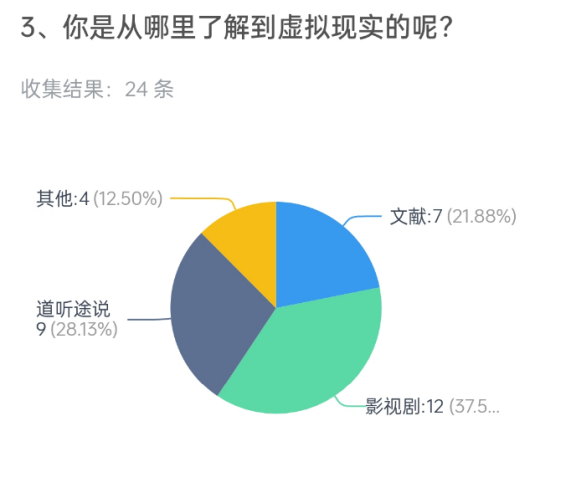 3、你是从哪里了解到虚拟现实的呢？
收集结果：24 条
其他:4 (12.50%)
文献:7 (21.88%)
道听途说
9 (28.13%)
影视剧:12 (37.5...